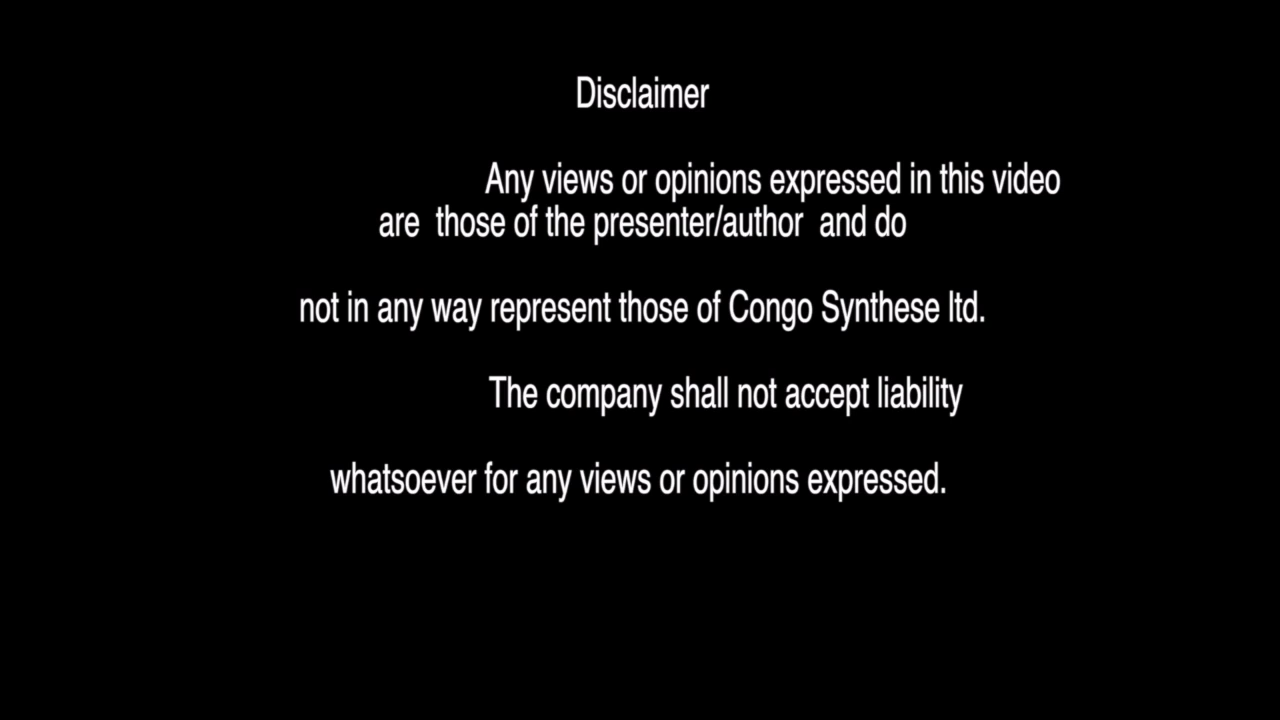 Disclaimer
Any views or opinions expressed in this video
are those of the presenter/author and do
not in any way represent those of Congo Synthese ltd.
The company shall not accept liability
whatsoever for any views or opinions expressed.